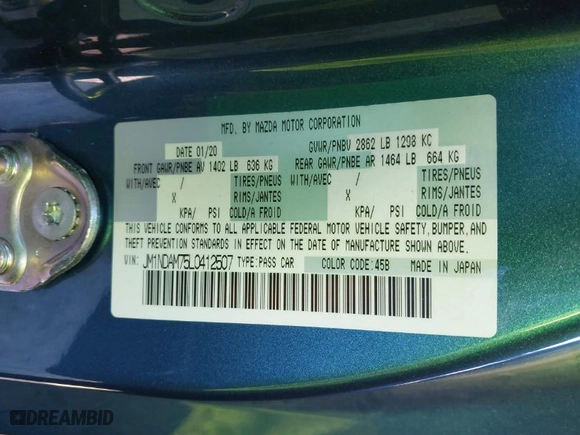 MFD. BY MAZDA MOTOR CORPORATION
DATE 01/20 GVWR/PNBV 2862 LB 1298 KG
FRONT GAWR/PNBE AV 1402 LB 636 KG REAR GAWR/PNBE AR 1464 LB 664 KG
WITH/AVEC / TIRES/PNEUS WITH/AVEC / TIRES/PNEUS
X RIMS/JANTES X RIMS/JANTES
KPA/ PSI COLD/A FROID KPA/ PSI COLD/A FROID
THIS VEHICLE CONFORMS TO ALL APPLICABLE FEDERAL MOTOR VEHICLE SAFETY, BUMPER, AND
THEFT PREVENTION STANDARDS IN EFFECT ON THE DATE OF MANUFACTURE SHOWN ABOVE.
VIN: JM1NDAM75L0412507 TYPE:PASS CAR COLOR CODE:45B MADE IN JAPAN
DREAMBID